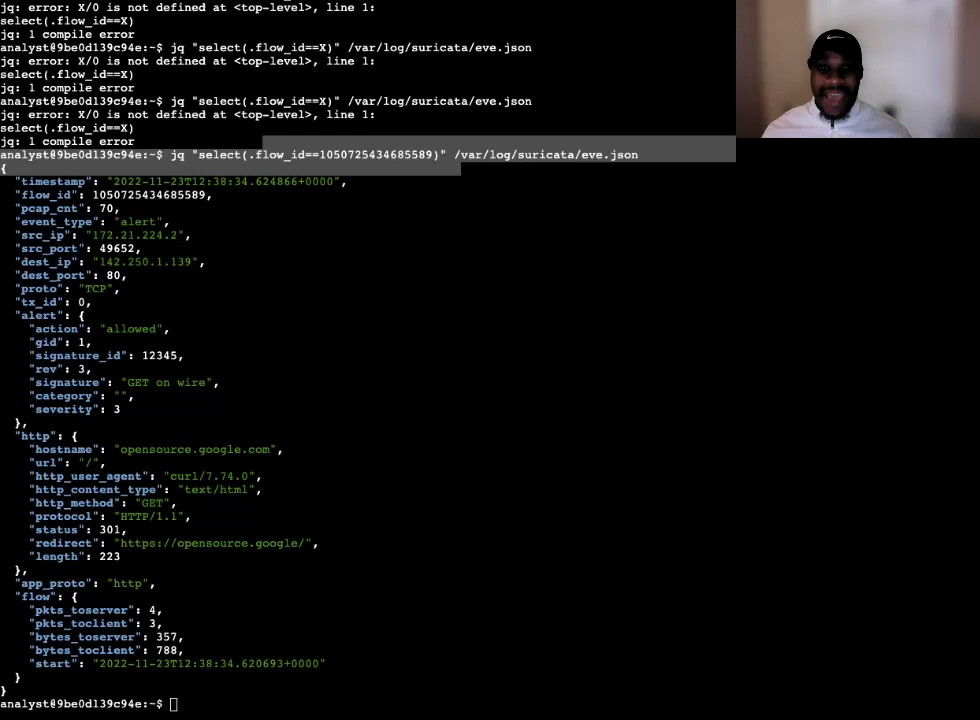 jq: error: X/0 is not defined at <top-level>, line 1:
select(.flow_id==X)
jq: 1 compile error
analyst@9be0d139c94e:~$ jq "select(.flow_id==X)" /var/log/suricata/eve.json
jq: error: X/0 is not defined at <top-level>, line 1:
select(.flow_id==X)
jq: 1 compile error
analyst@9be0d139c94e:~$ jq "select(.flow_id==X)" /var/log/suricata/eve.json
jq: error: X/0 is not defined at <top-level>, line 1:
select(.flow_id==X)
jq: 1 compile error
analyst@9be0d139c94e:~$ jq "select(.flow_id==1050725434685589)" /var/log/suricata/eve.json
{
  "timestamp": "2022-11-23T12:38:34.624866+0000",
  "flow_id": 1050725434685589,
  "pcap_cnt": 70,
  "event_type": "alert",
  "src_ip": "172.21.224.2",
  "src_port": 49652,
  "dest_ip": "142.250.1.139",
  "dest_port": 80,
  "proto": "TCP",
  "tx_id": 0,
  "alert": {
    "action": "allowed",
    "gid": 1,
    "signature_id": 12345,
    "rev": 3,
    "signature": "GET on wire",
    "category": "",
    "severity": 3
  },
  "http": {
    "hostname": "opensource.google.com",
    "url": "/",
    "http_user_agent": "curl/7.74.0",
    "http_content_type": "text/html",
    "http_method": "GET",
    "protocol": "HTTP/1.1",
    "status": 301,
    "redirect": "https://opensource.google/",
    "length": 223
  },
  "app_proto": "http",
  "flow": {
    "pkts_toserver": 4,
    "pkts_toclient": 3,
    "bytes_toserver": 357,
    "bytes_toclient": 788,
    "start": "2022-11-23T12:38:34.620693+0000"
  }
}
analyst@9be0d139c94e:~$